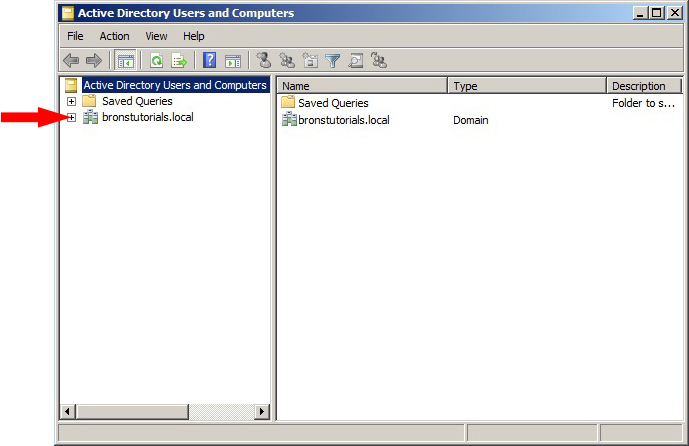 Active Directory Users and Computers
File Action View Help
Active Directory Users and Computers
Saved Queries
bronstutorials.local
Name Type Description
Saved Queries Folder to s...
bronstutorials.local Domain